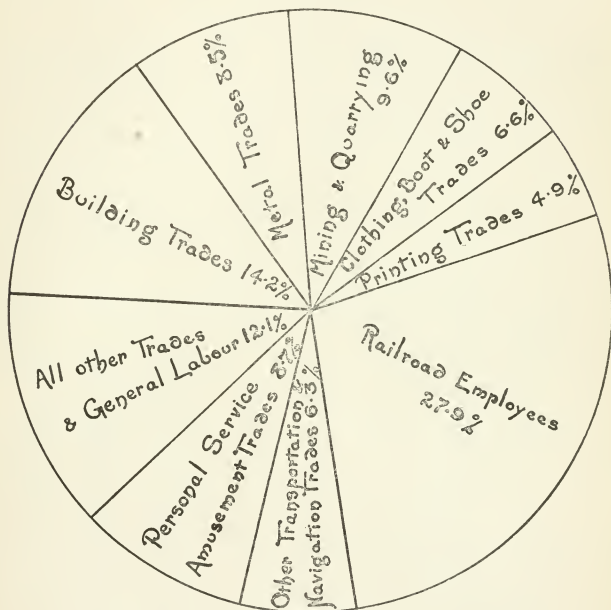 Metal Trades 8.5%
Mining & Quarrying
9.6%
Clothing, Boot & Shoe
Trades 6.6%
Printing Trades 4.9%
Railroad Employees
27.9%
Other Transportation &
Navigation Trades 6.3%
Personal Service
Amusement Trades 8.7%
All other Trades
& General Labour 12.1%
Building Trades 14.2%